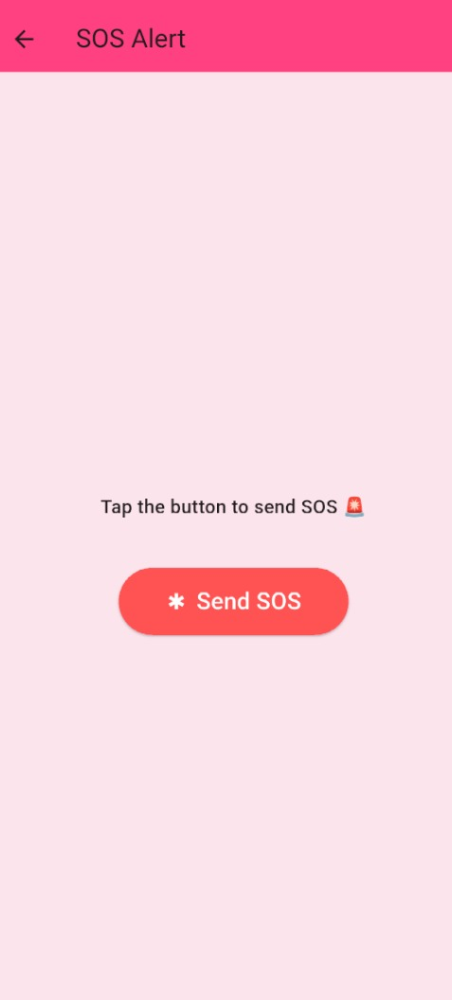 SOS Alert
Tap the button to send SOS 🚨
Send SOS